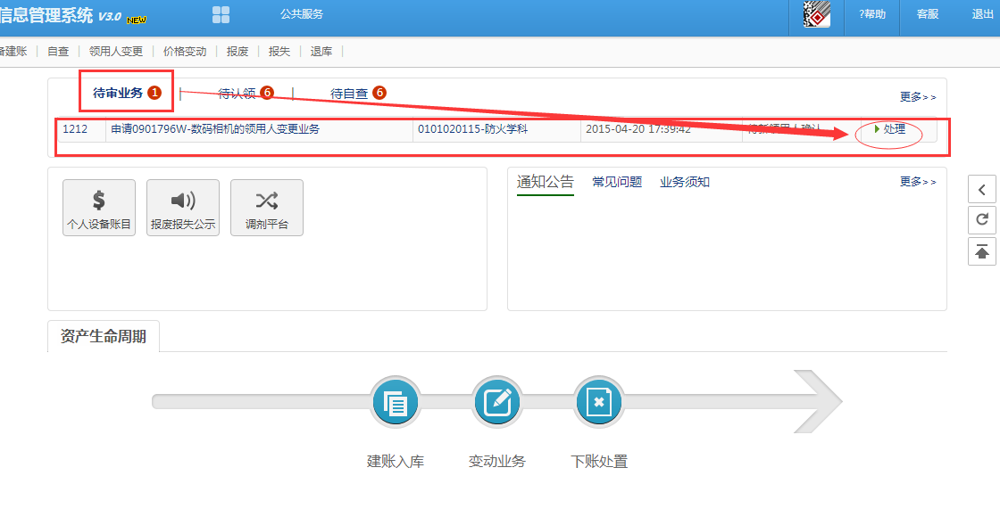 信息管理系统 V3.0 NEW 公共服务 ?帮助 客服 退出
备建账 自查 领用人变更 价格变动 报废 报失 退库
待审业务 1 待认领 6 待自查 6 更多>>
1212 申请0901796W-数码相机的领用人变更业务 0101020115-防火学科 2015-04-20 17:39:42 待新领用人确认 处理
通知公告 常见问题 业务须知 更多>>
个人设备账目 报废报失公示 调剂平台
资产生命周期
建账入库 变动业务 下账处置